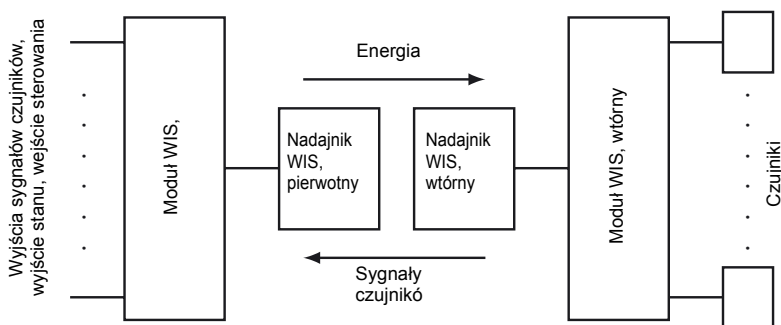 Wyjścia sygnałów czujników,
wyjście stanu, wejście sterowania
Moduł WIS,
Energia
Nadajnik
WIS,
pierwotny
Nadajnik
WIS,
wtórny
Sygnały
czujnikó
Moduł WIS, wtórny
Czujniki